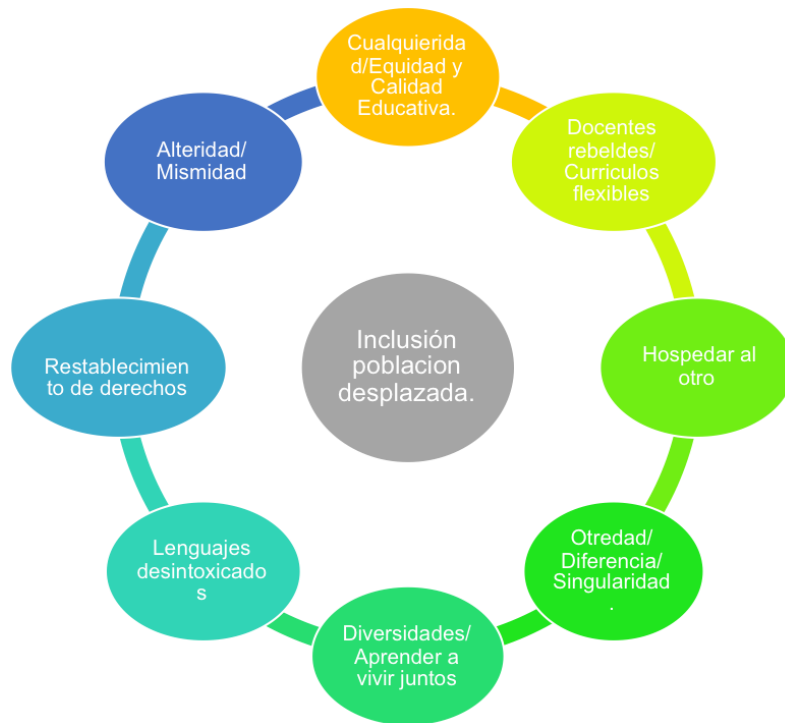 Cualquierida
d/Equidad y
Calidad
Educativa.
Docentes
rebeldes/
Curriculos
flexibles
Hospedar al
otro
Otredad/
Diferencia/
Singularidad
.
Diversidades/
Aprender a
vivir juntos
Lenguajes
desintoxicado
s
Restablecimien
to de derechos
Alteridad/
Mismidad
Inclusión
poblacion
desplazada.